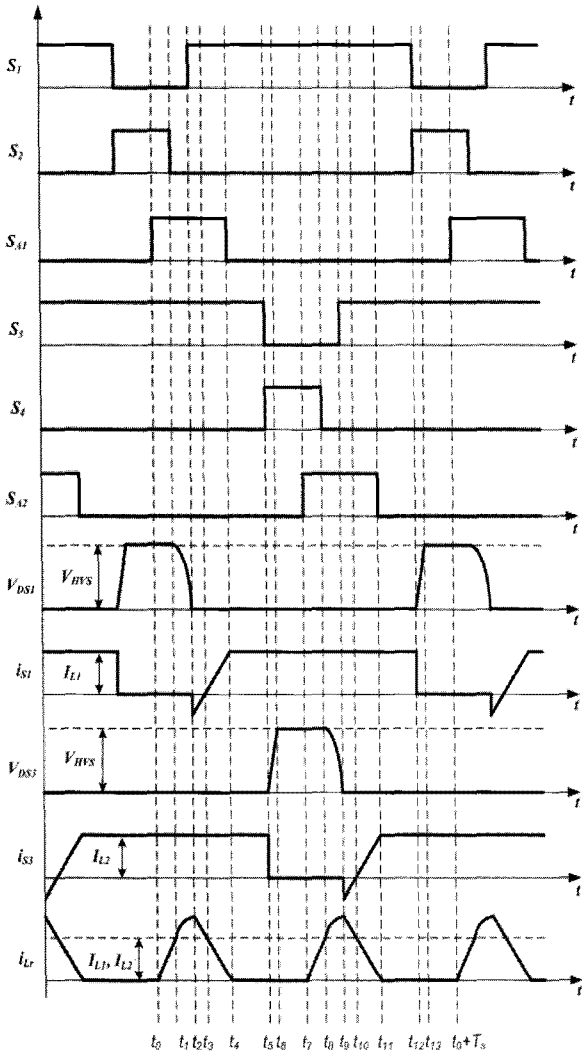 S1
t
S2
t
SA1
t
S3
t
S4
t
SA2
t
VDS1
VHVS
t
iS1
IL1
t
VDS3
VHVS
t
iS3
IL2
t
iLr
IL1, IL2
t
t0 t1 t2 t3 t4 t5 t6 t7 t8 t9 t10 t11 t12 t13 t0+Ts